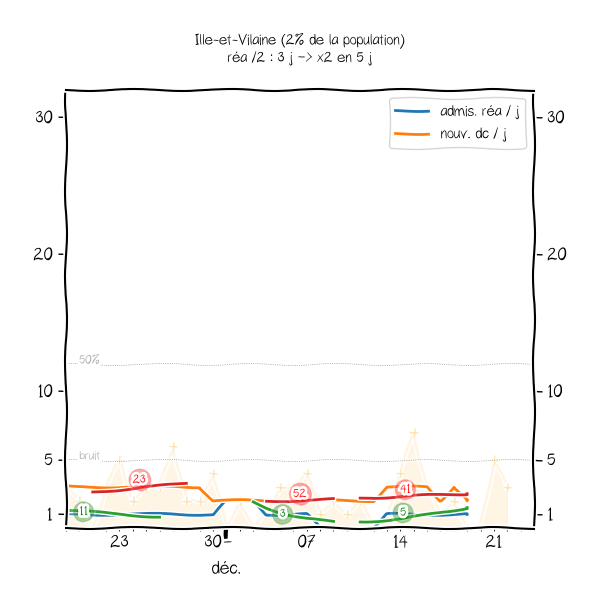 Ille-et-Vilaine (2% de la population)
réa /2 : 3 j -> x2 en 5 j
admis. réa / j
nouv. dc / j
30 30
20 20
50%
10 10
bruit
5 5
23 52 41
11 3 5
1 1
23 30 07 14 21
déc.